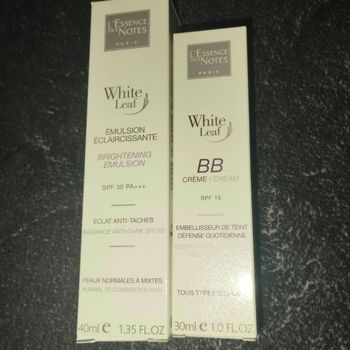 L'ESSENCE
DES NOTES
PARIS
White
Leaf
ÉMULSION
ÉCLAIRCISSANTE
BRIGHTENING
EMULSION
SPF 30 PA+++
ÉCLAT ANTI-TACHES
RADIANCE ANTI-DARK SPOTS
PEAUX NORMALES À MIXTES
NORMAL TO COMBINATION SKIN
40ml e 1.35 FL.OZ
L'ESSENCE
DES NOTES
PARIS
White
Leaf
BB
CRÈME - CREAM
SPF 15
EMBELLISSEUR DE TEINT
DÉFENSE QUOTIDIENNE
TOUS TYPES
30ml e 1.0 FL.OZ